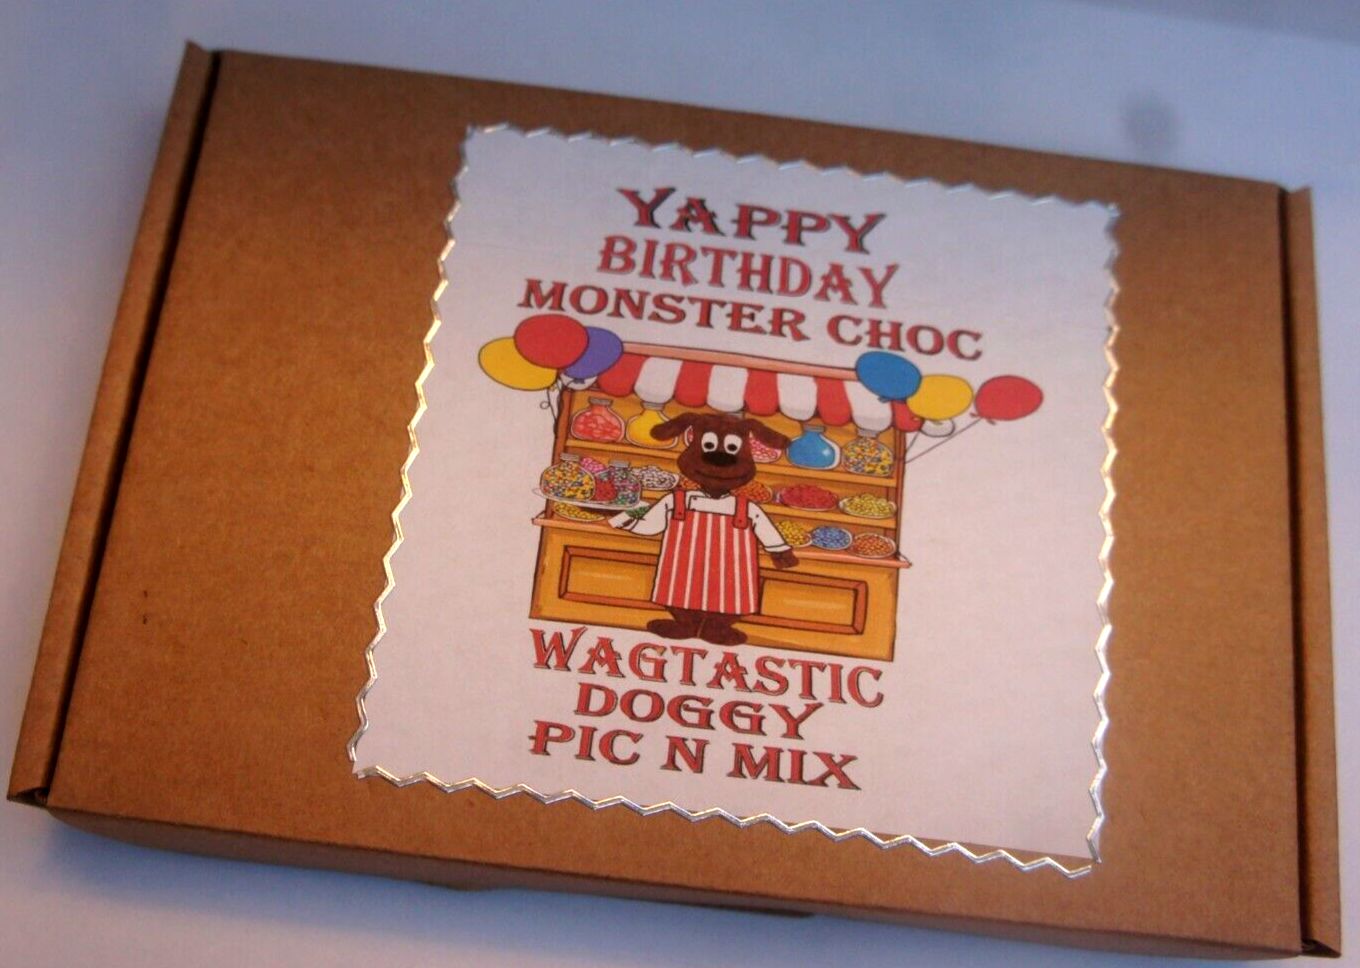 YAPPY
BIRTHDAY
MONSTER CHOC
WAGTASTIC
DOGGY
PIC N MIX